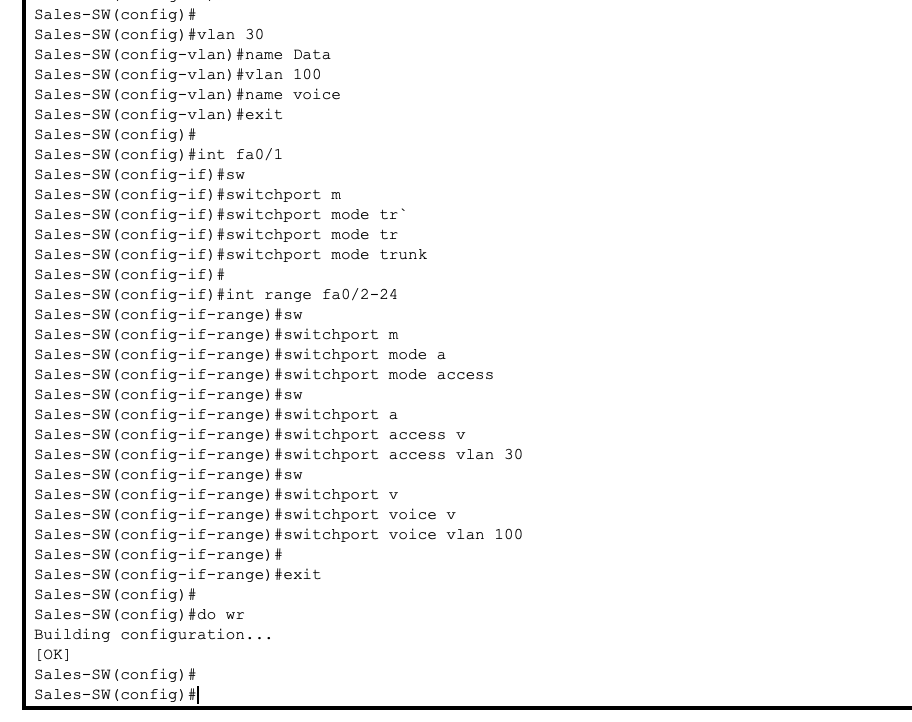 Sales-SW(config)#
Sales-SW(config)#vlan 30
Sales-SW(config-vlan)#name Data
Sales-SW(config-vlan)#vlan 100
Sales-SW(config-vlan)#name voice
Sales-SW(config-vlan)#exit
Sales-SW(config)#
Sales-SW(config)#int fa0/1
Sales-SW(config-if)#sw
Sales-SW(config-if)#switchport m
Sales-SW(config-if)#switchport mode tr`
Sales-SW(config-if)#switchport mode tr
Sales-SW(config-if)#switchport mode trunk
Sales-SW(config-if)#
Sales-SW(config-if)#int range fa0/2-24
Sales-SW(config-if-range)#sw
Sales-SW(config-if-range)#switchport m
Sales-SW(config-if-range)#switchport mode a
Sales-SW(config-if-range)#switchport mode access
Sales-SW(config-if-range)#sw
Sales-SW(config-if-range)#switchport a
Sales-SW(config-if-range)#switchport access v
Sales-SW(config-if-range)#switchport access vlan 30
Sales-SW(config-if-range)#sw
Sales-SW(config-if-range)#switchport v
Sales-SW(config-if-range)#switchport voice v
Sales-SW(config-if-range)#switchport voice vlan 100
Sales-SW(config-if-range)#
Sales-SW(config-if-range)#exit
Sales-SW(config)#
Sales-SW(config)#do wr
Building configuration...
[OK]
Sales-SW(config)#
Sales-SW(config)#